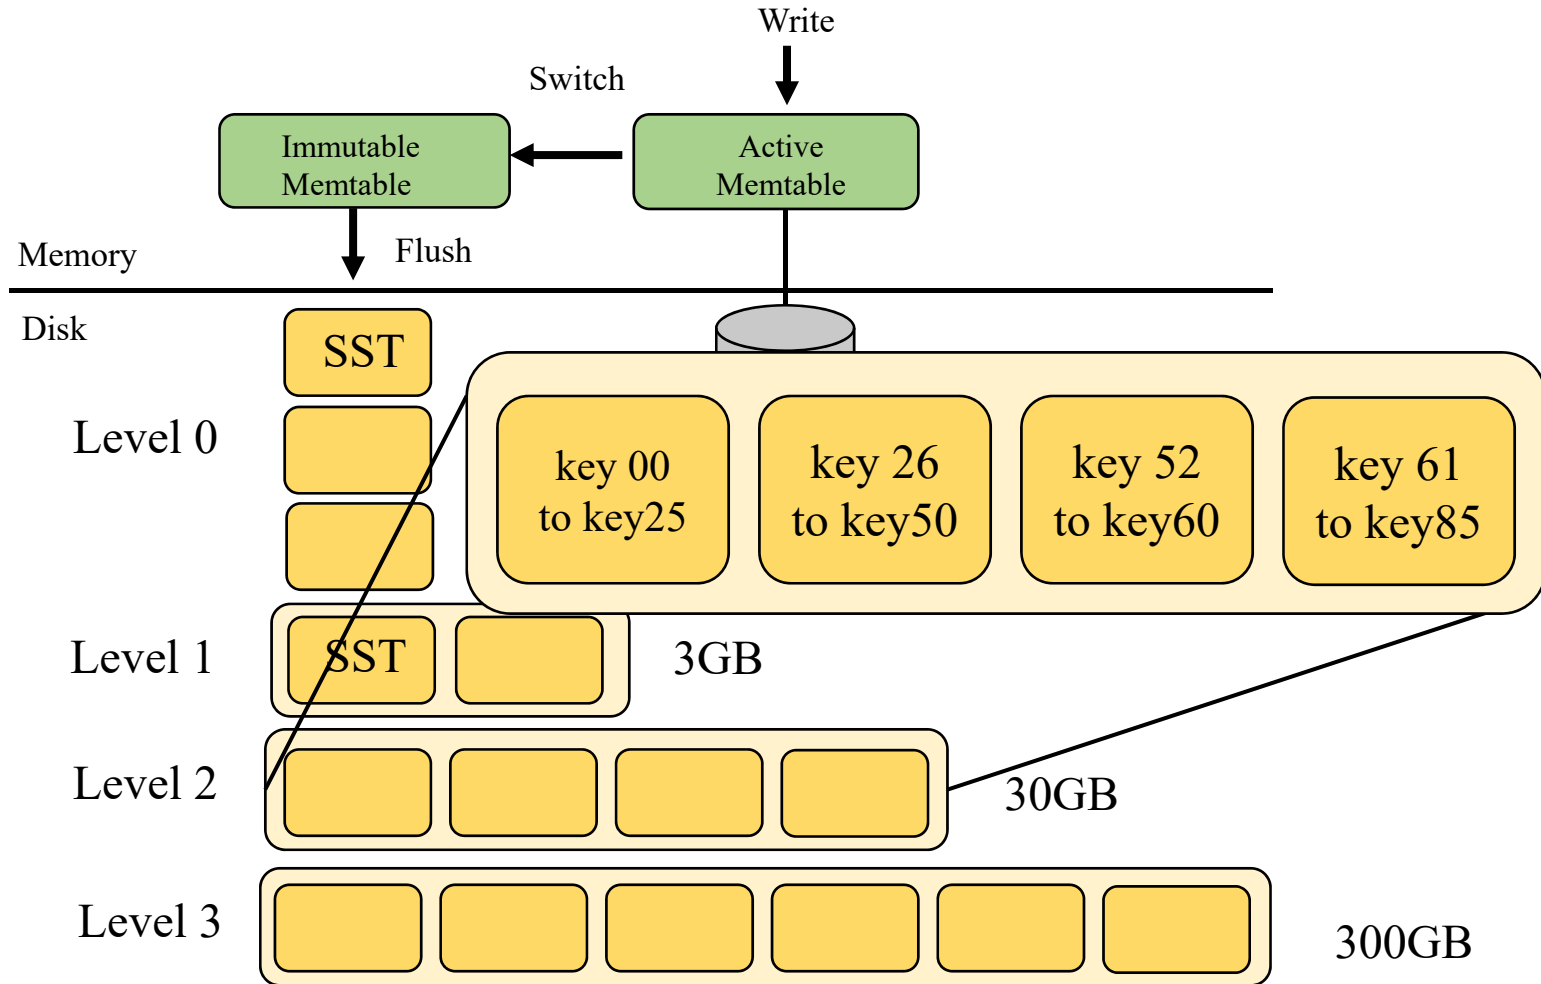 Write
Switch
Immutable
Memtable
Active
Memtable
Flush
Memory
Disk
SST
Level 0
key 00
to key25
key 26
to key50
key 52
to key60
key 61
to key85
Level 1
SST
3GB
Level 2
30GB
Level 3
300GB